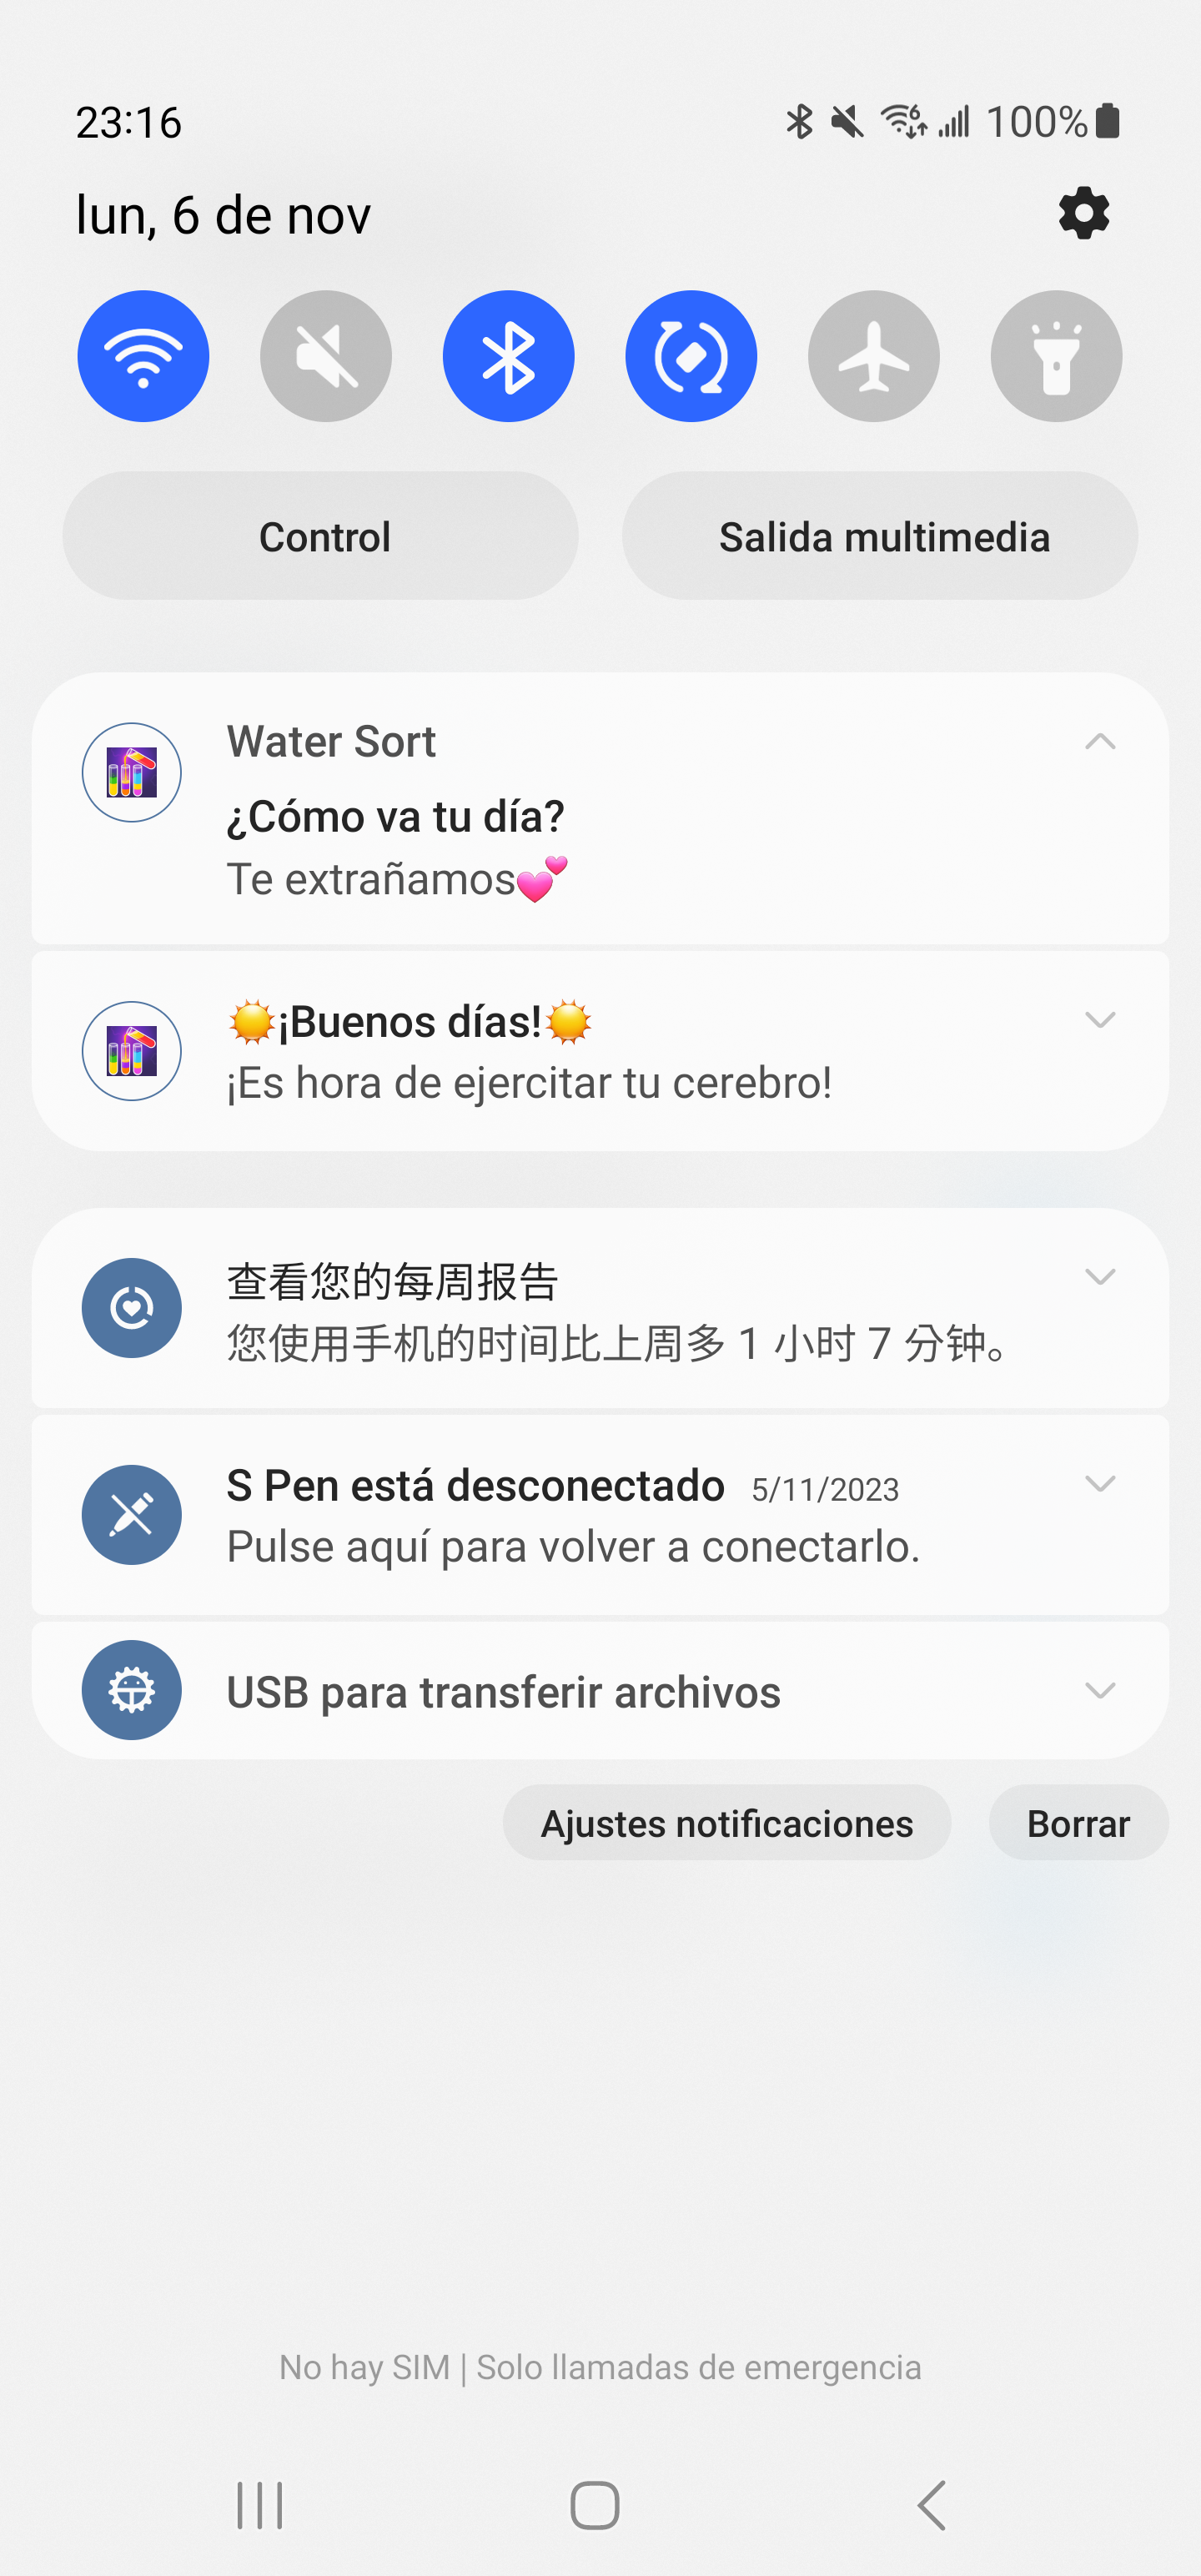 23:16
100%
lun, 6 de nov
Control
Salida multimedia
Water Sort
¿Cómo va tu día?
Te extrañamos💕
☀️¡Buenos días!☀️
¡Es hora de ejercitar tu cerebro!
查看您的每周报告
您使用手机的时间比上周多 1 小时 7 分钟。
S Pen está desconectado 5/11/2023
Pulse aquí para volver a conectarlo.
USB para transferir archivos
Ajustes notificaciones
Borrar
No hay SIM | Solo llamadas de emergencia